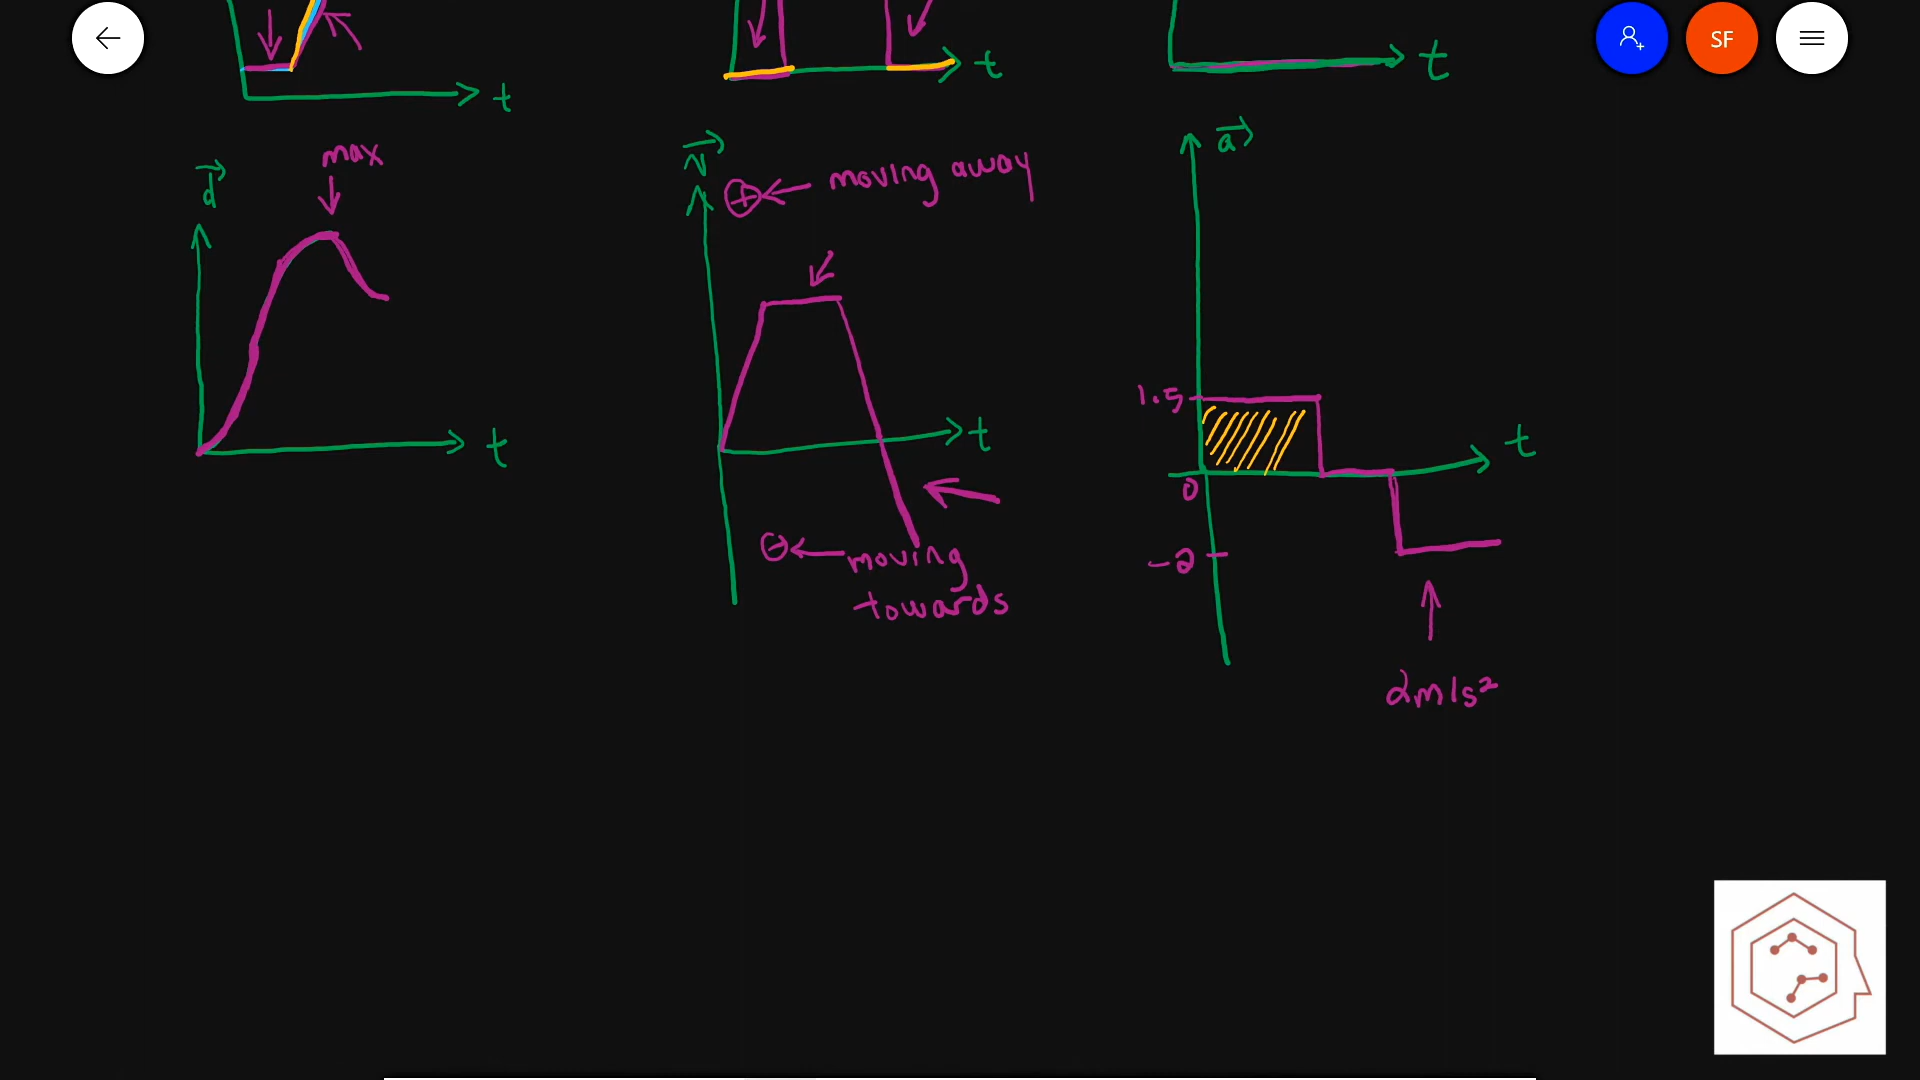 SF
t
t
t
max
d
v
+
moving away
a
t
t
1.5
t
0
-
moving
towards
-2
2m/s²